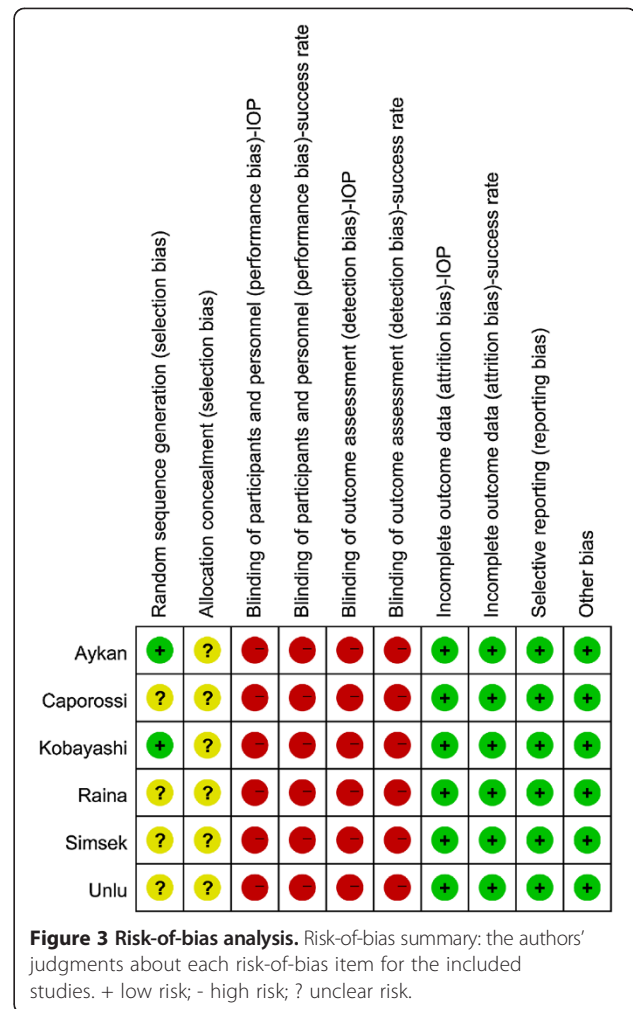 Random sequence generation (selection bias)
Allocation concealment (selection bias)
Blinding of participants and personnel (performance bias)-IOP
Blinding of participants and personnel (performance bias)-success rate
Blinding of outcome assessment (detection bias)-IOP
Blinding of outcome assessment (detection bias)-success rate
Incomplete outcome data (attrition bias)-IOP
Incomplete outcome data (attrition bias)-success rate
Selective reporting (reporting bias)
Other bias
Aykan + ? - - - - + + + +
Caporossi ? ? - - - - + + + +
Kobayashi + ? - - - - + + + +
Raina ? ? - - - - + + + +
Simsek ? ? - - - - + + + +
Unlu ? ? - - - - + + + +
Figure 3 Risk-of-bias analysis. Risk-of-bias summary: the authors'
judgments about each risk-of-bias item for the included
studies. + low risk; - high risk; ? unclear risk.